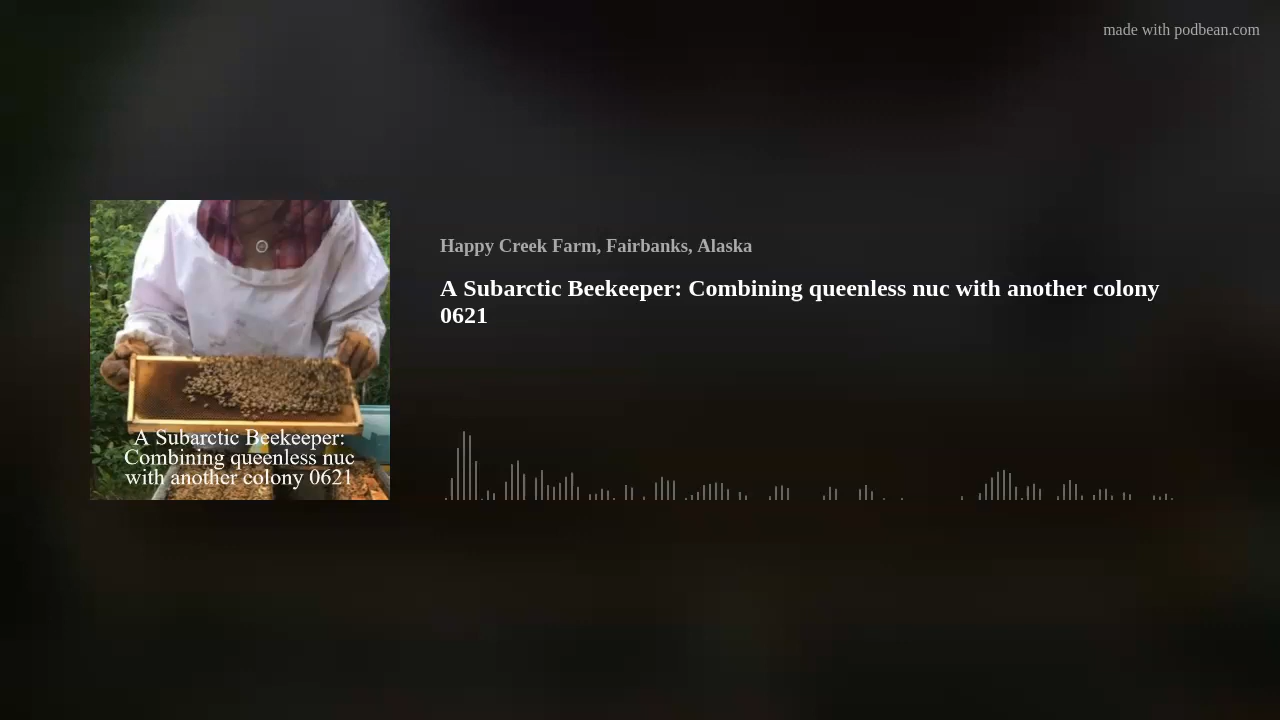 made with podbean.com
Happy Creek Farm, Fairbanks, Alaska
A Subarctic Beekeeper: Combining queenless nuc with another colony
0621
A Subarctic Beekeeper:
Combining queenless nuc
with another colony 0621